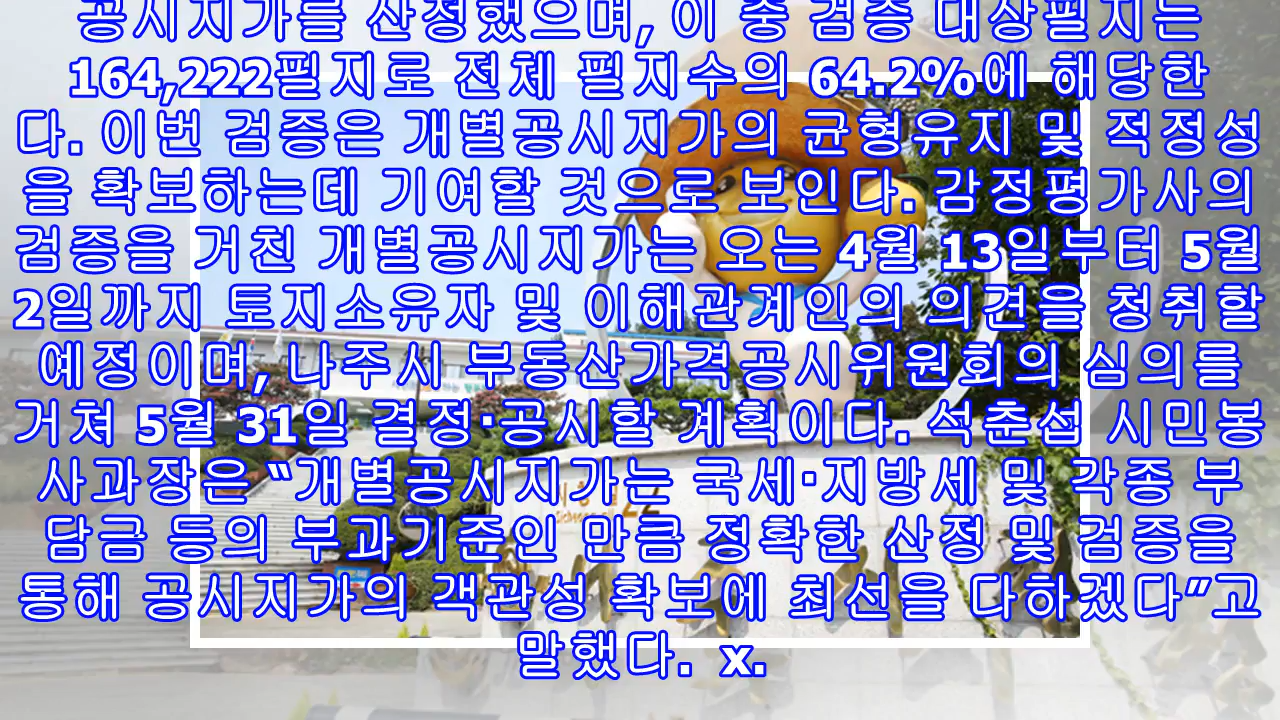 공시지가를 산정했으며, 이 중 검증 대상필지는
164,222필지로 전체 필지수의 64.2%에 해당한
다. 이번 검증은 개별공시지가의 균형유지 및 적정성
을 확보하는데 기여할 것으로 보인다. 감정평가사의
검증을 거친 개별공시지가는 오는 4월 13일부터 5월
2일까지 토지소유자 및 이해관계인의 의견을 청취할
예정이며, 나주시 부동산가격공시위원회의 심의를
거쳐 5월 31일 결정·공시할 계획이다. 석춘섭 시민봉
사과장은 “개별공시지가는 국세·지방세 및 각종 부
담금 등의 부과기준인 만큼 정확한 산정 및 검증을
통해 공시지가의 객관성 확보에 최선을 다하겠다”고
말했다. x.